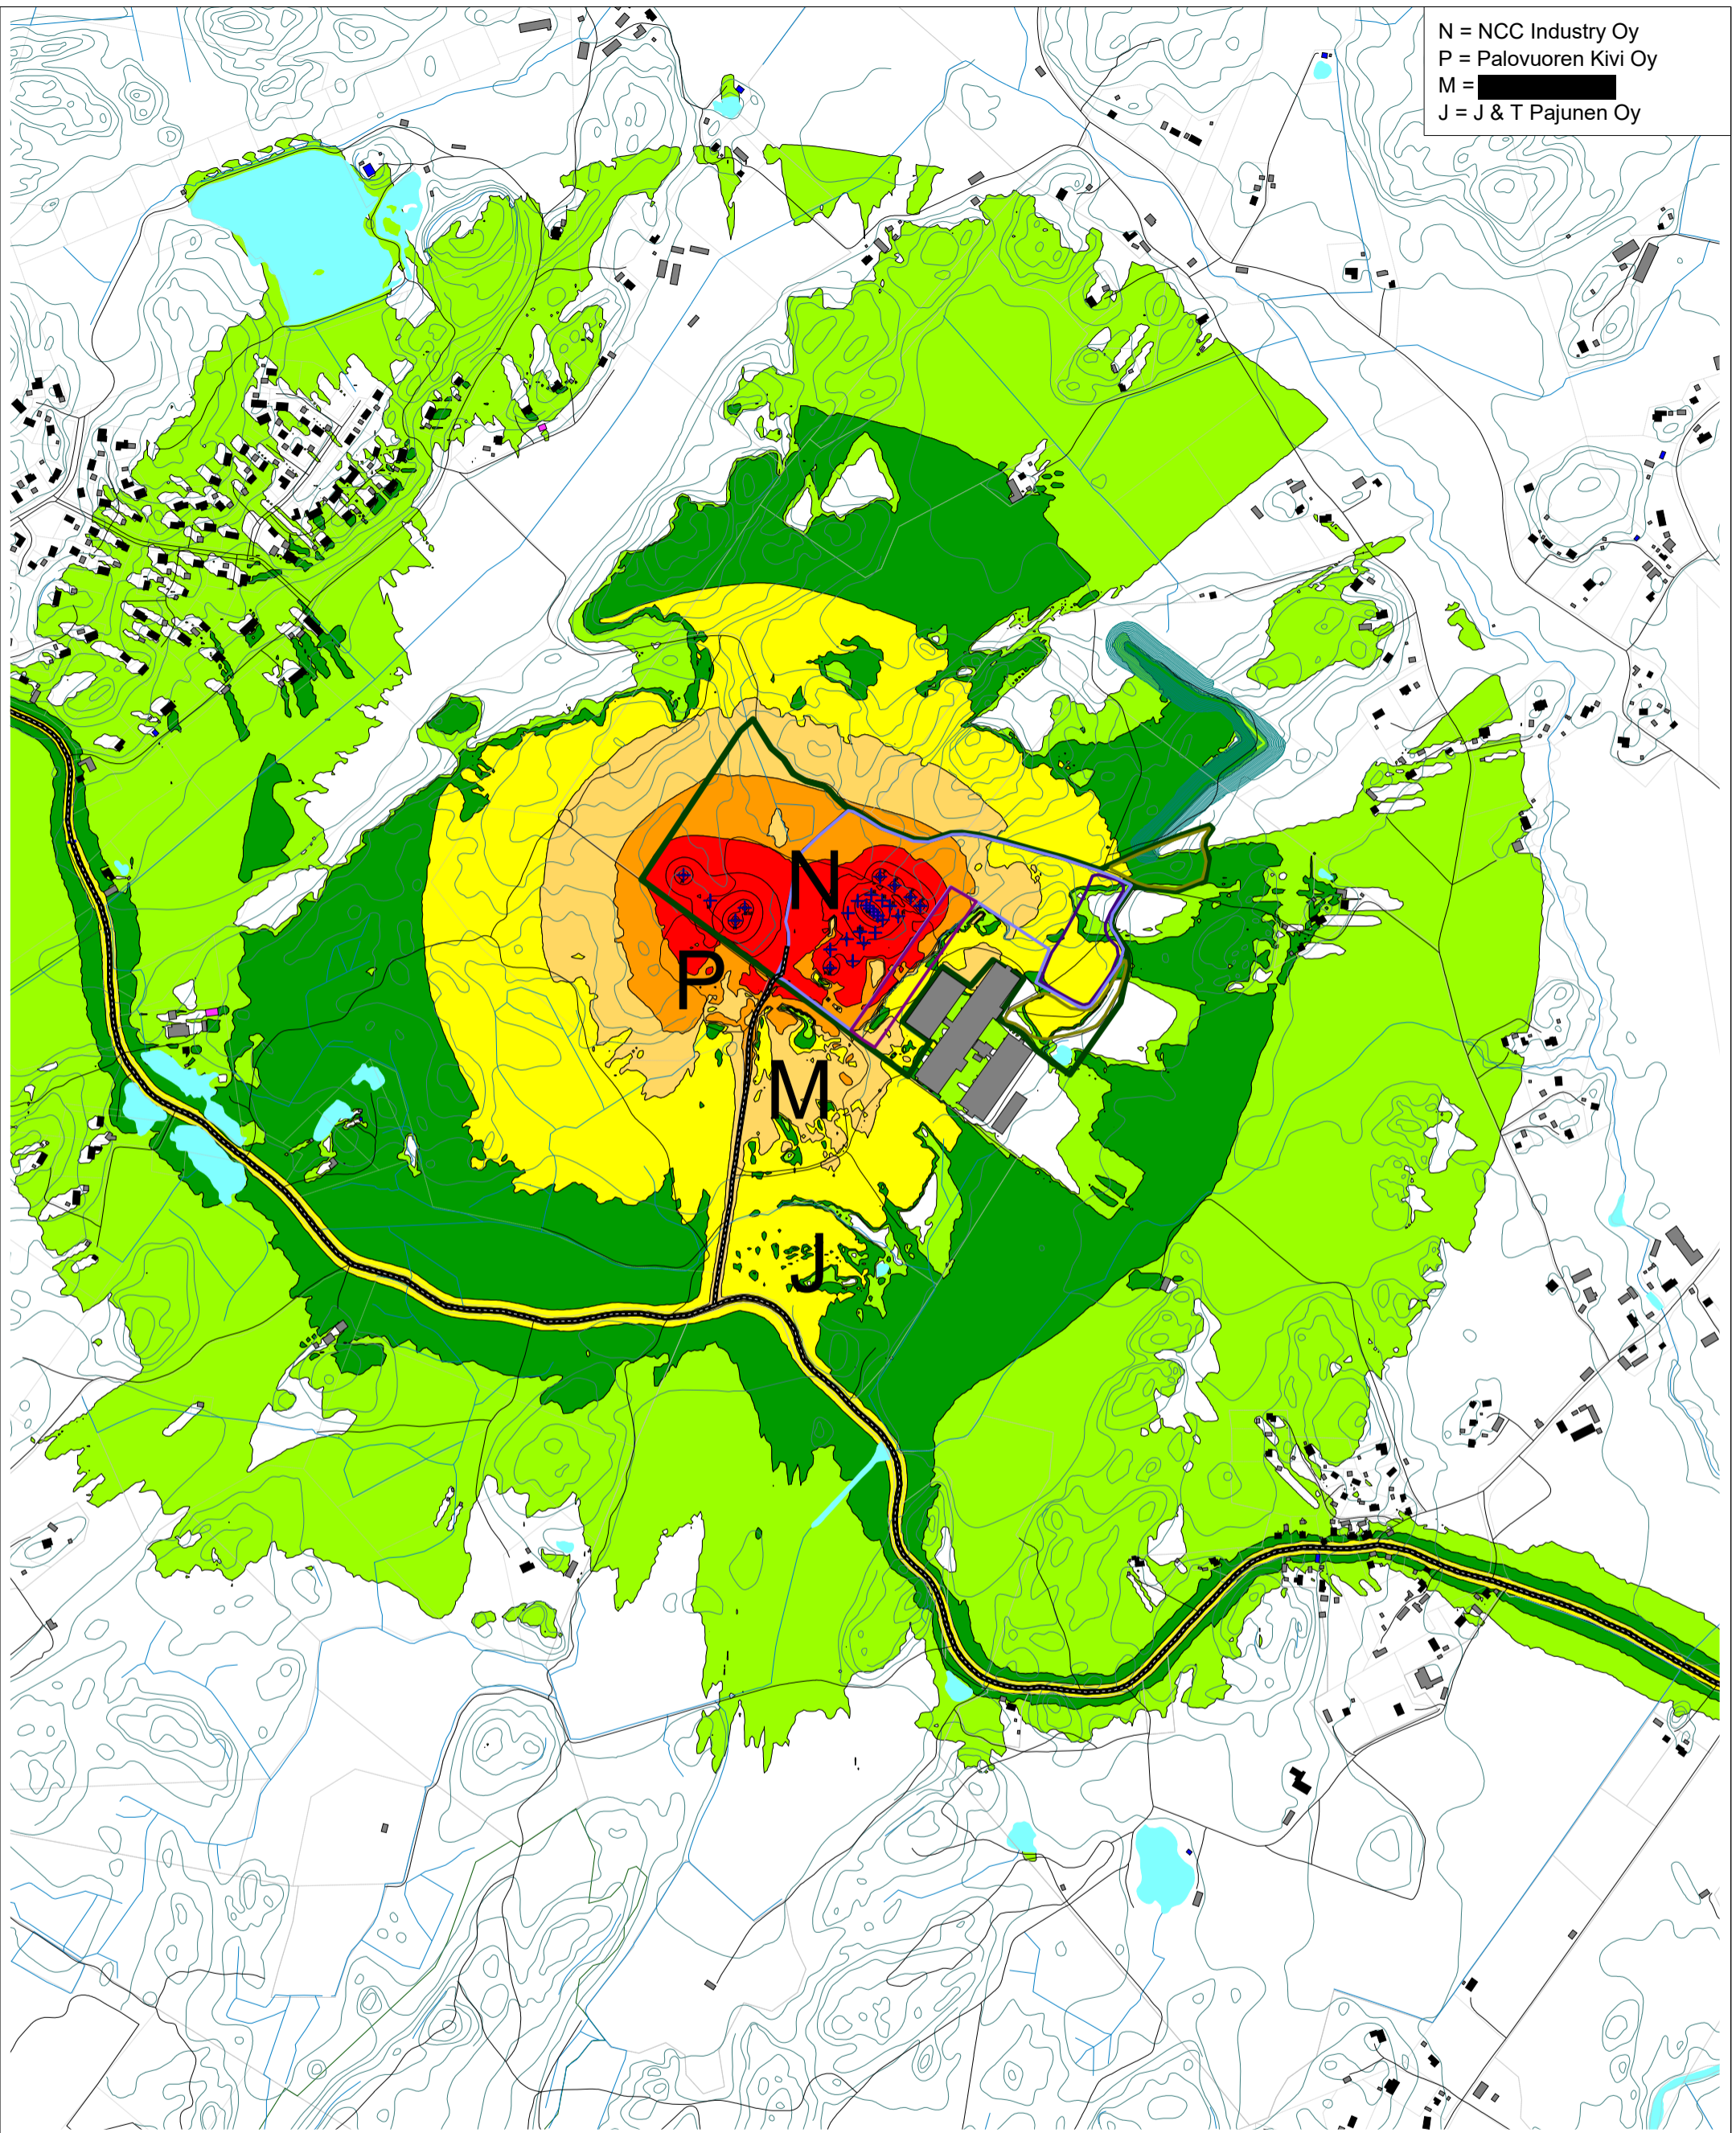 N = NCC Industry Oy
P = Palovuoren Kivi Oy
M =
J = J & T Pajunen Oy
N
P
M
J